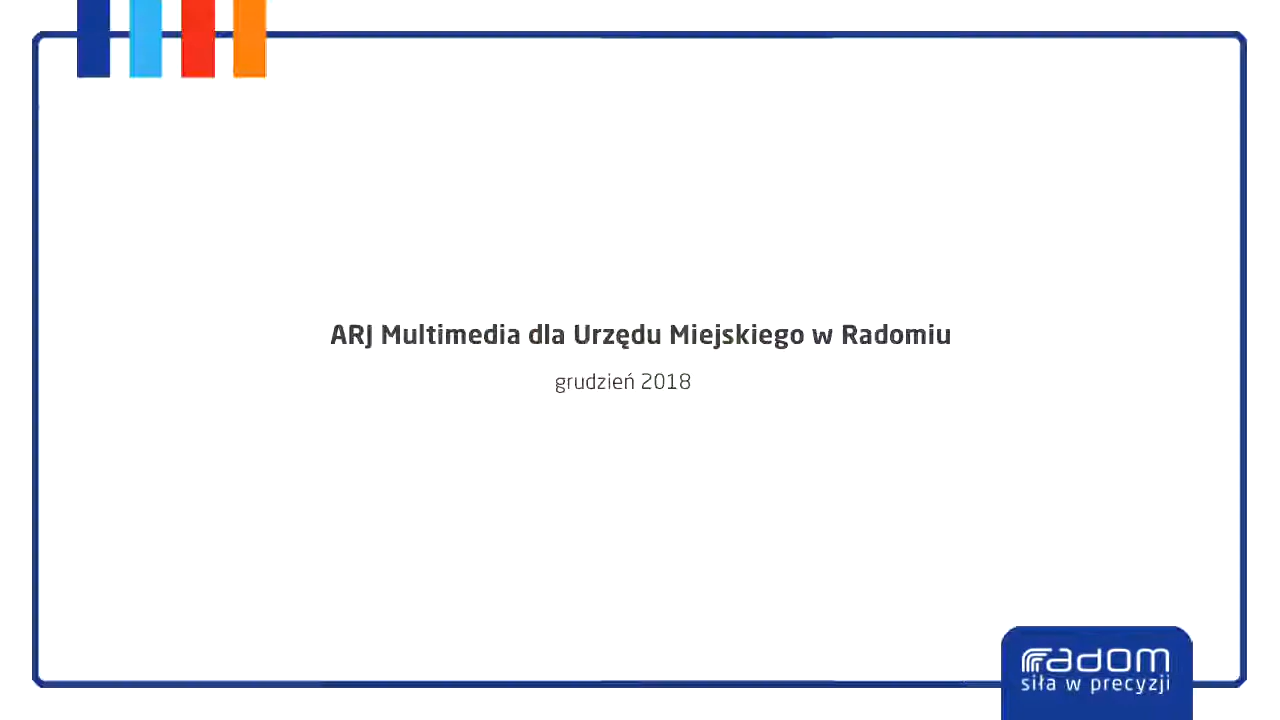 ARJ Multimedia dla Urzędu Miejskiego w Radomiu
grudzień 2018
radom
siła w precyzji